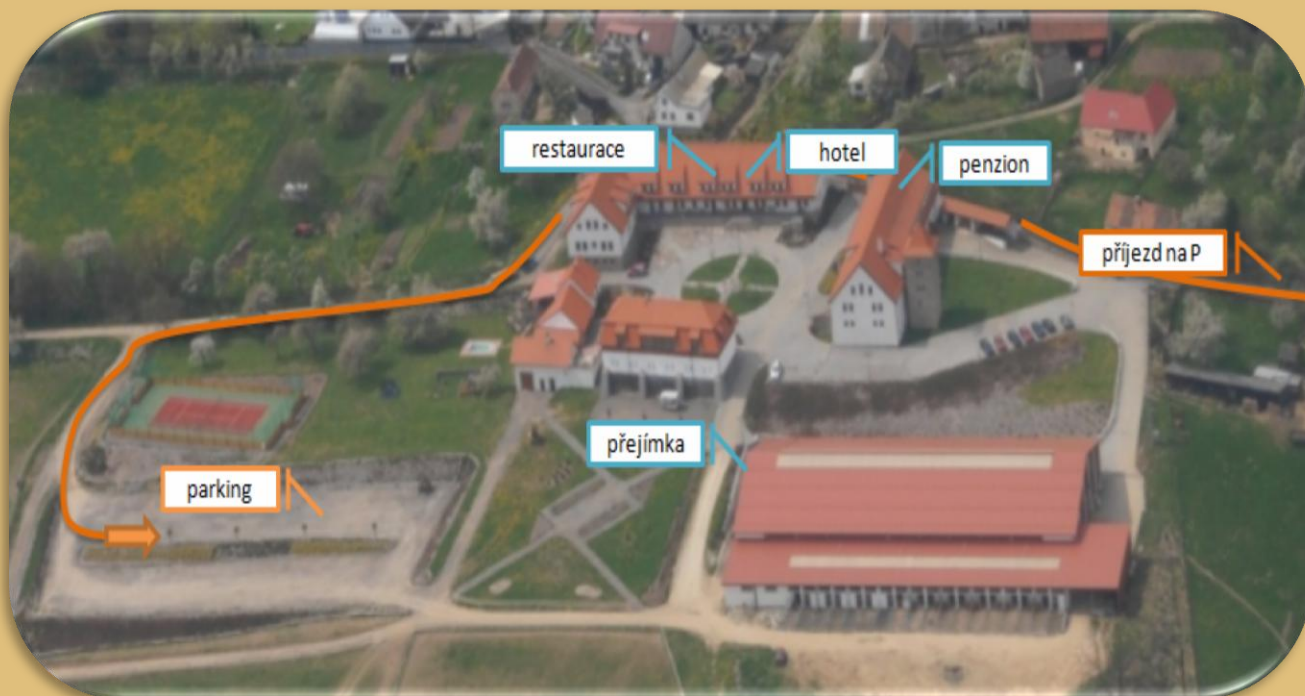 restaurace
hotel
penzion
příjezd na P
přejímka
parking